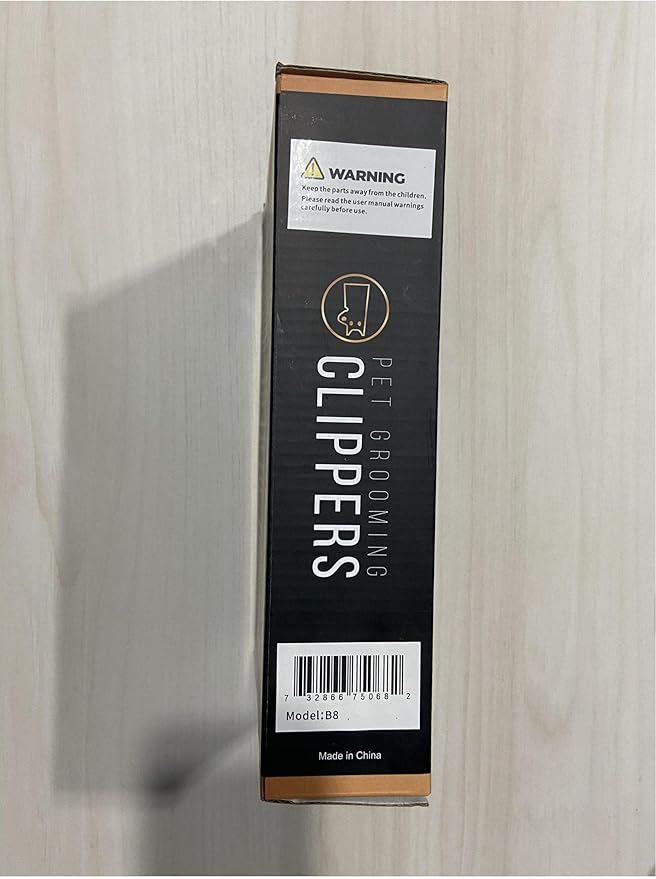 WARNING
Keep the parts away from the children.
Please read the user manual warnings
carefully before use.
PET GROOMING
CLIPPERS
7 32866 75068 2
Model:B8
Made in China